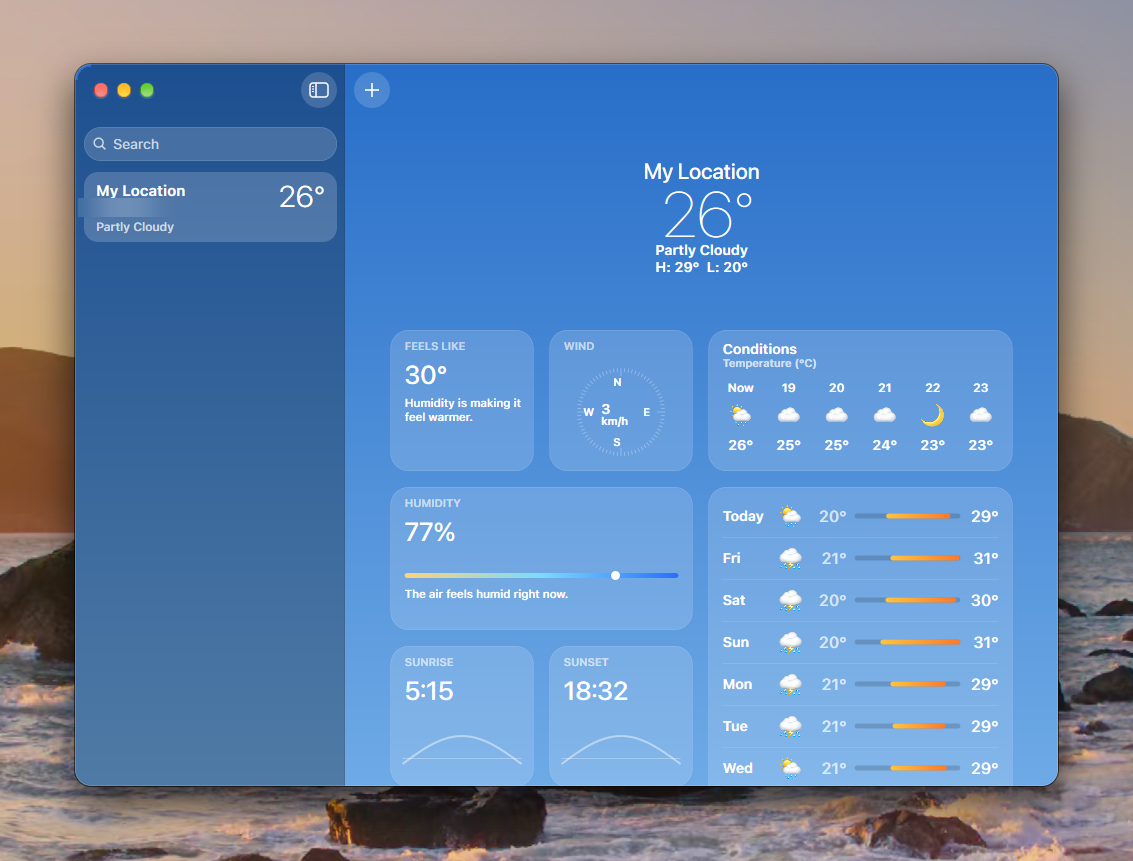 Search
My Location
26°
Partly Cloudy
My Location
26°
Partly Cloudy
H: 29° L: 20°
FEELS LIKE
30°
Humidity is making it
feel warmer.
WIND
N
W 3 E
km/h
S
Conditions
Temperature (°C)
Now 19 20 21 22 23
26° 25° 25° 24° 23° 23°
HUMIDITY
77%
The air feels humid right now.
SUNRISE
5:15
SUNSET
18:32
Today 20° 29°
Fri 21° 31°
Sat 20° 30°
Sun 20° 31°
Mon 21° 29°
Tue 21° 29°
Wed 21° 29°